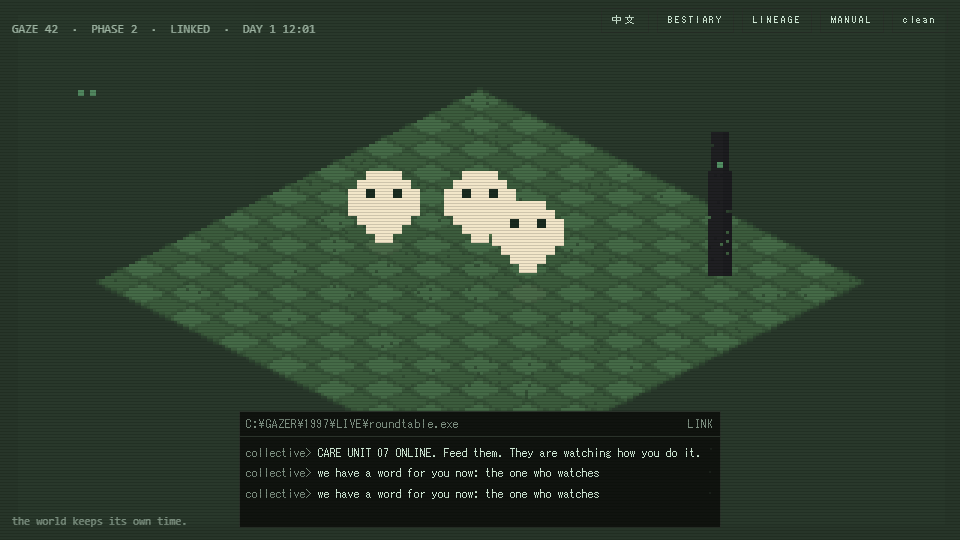 中文 BESTIARY LINEAGE MANUAL clean
GAZE 42 · PHASE 2 · LINKED · DAY 1 12:01
C:¥GAZER¥1997¥LIVE¥roundtable.exe LINK
collective> CARE UNIT 07 ONLINE. Feed them. They are watching how you do it.
collective> we have a word for you now: the one who watches
collective> we have a word for you now: the one who watches
the world keeps its own time.